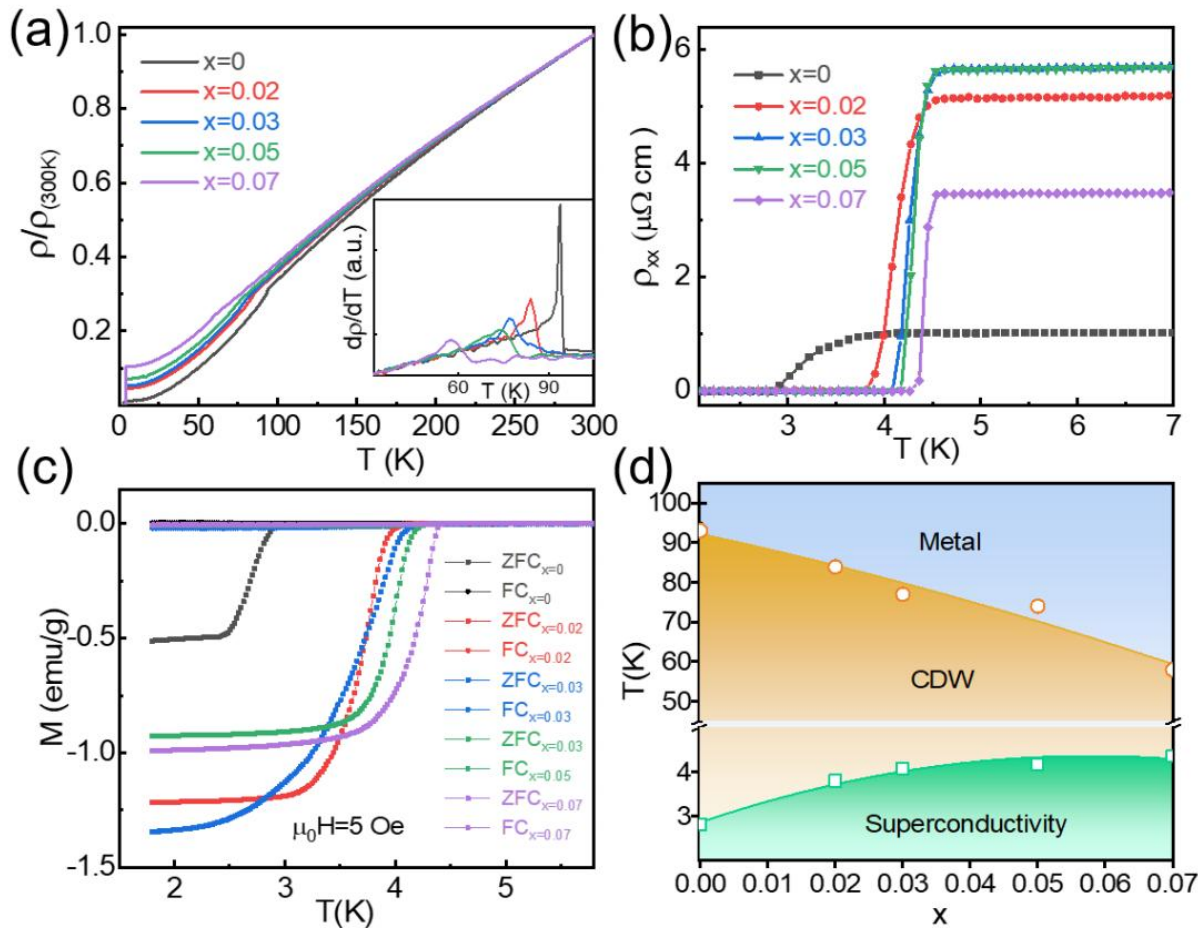 (a)
1.0
0.8
0.6
0.4
0.2
ρ/ρ(300K)
x=0
x=0.02
x=0.03
x=0.05
x=0.07
dρ/dT (a.u.)
60 90
T (K)
0 25 50 75 100 125 150 175 200 225 250 275 300
T (K)
(b)
6
4
2
0
ρxx (μΩ cm)
x=0
x=0.02
x=0.03
x=0.05
x=0.07
3 4 5 6 7
T (K)
(c)
0.0
-0.5
-1.0
-1.5
M (emu/g)
ZFCx=0
FCx=0
ZFCx=0.02
FCx=0.02
ZFCx=0.03
FCx=0.03
ZFCx=0.03
FCx=0.05
ZFCx=0.07
FCx=0.07
μ0H=5 Oe
2 3 4 5
T(K)
(d)
100
90
80
70
60
50
4
3
T(K)
Metal
CDW
Superconductivity
0.00 0.01 0.02 0.03 0.04 0.05 0.06 0.07
x